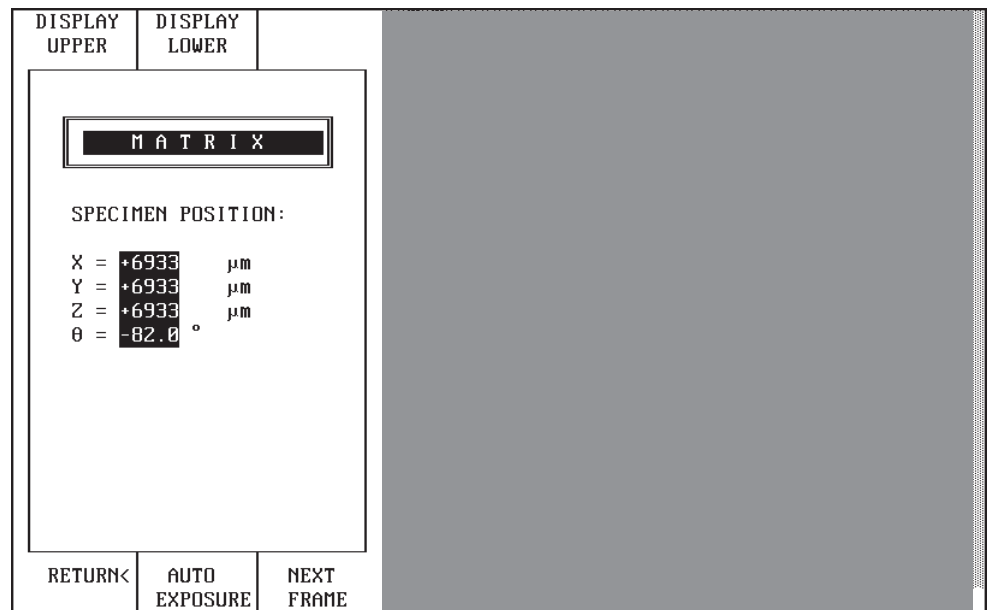 DISPLAY DISPLAY
UPPER LOWER
M A T R I X
SPECIMEN POSITION:
X = +6933 µm
Y = +6933 µm
Z = +6933 µm
θ = -82.0 °
RETURN< AUTO NEXT
EXPOSURE FRAME